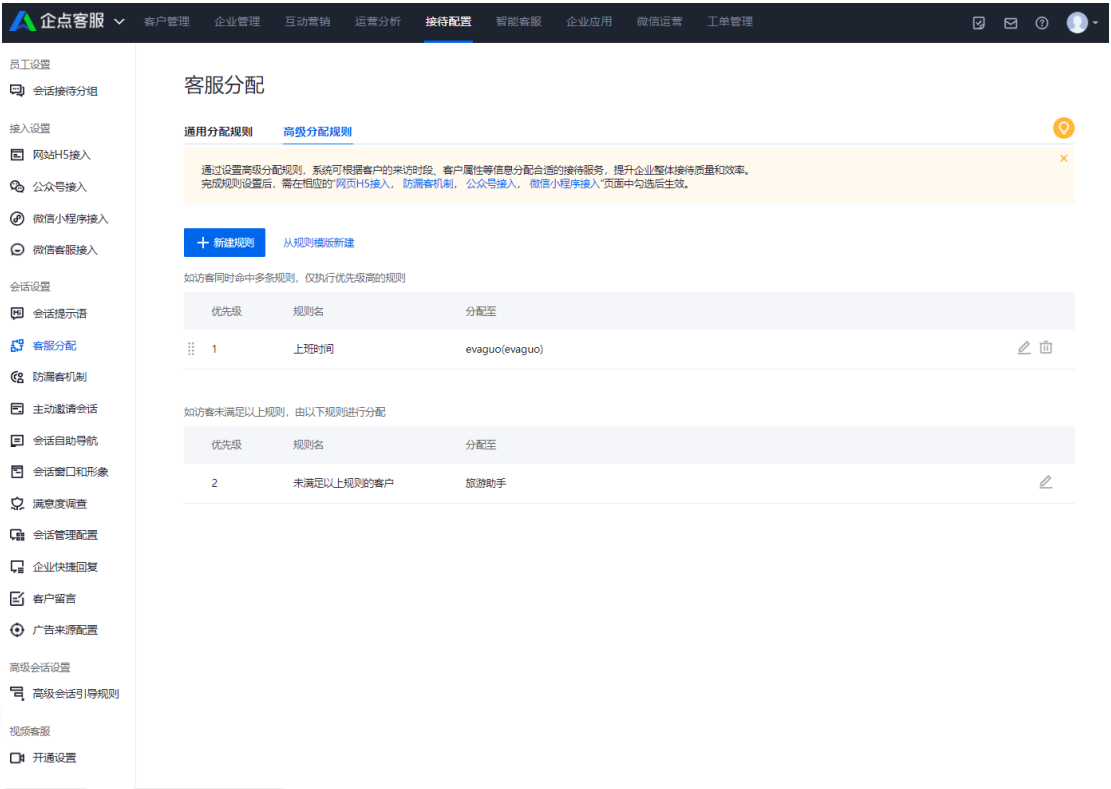 企点客服 客户管理 企业管理 互动营销 运营分析 接待配置 智能客服 企业应用 微信运营 工单管理
员工设置
会话接待分组
接入设置
网站H5接入
公众号接入
微信小程序接入
微信客服接入
会话设置
会话提示语
客服分配
防漏客机制
主动邀请会话
会话自助导航
会话窗口和形象
满意度调查
会话管理配置
企业快捷回复
客户留言
广告来源配置
高级会话设置
高级会话引导规则
视频客服
开通设置
客服分配
通用分配规则 高级分配规则
通过设置高级分配规则，系统可根据客户的来访时段、客户属性等信息分配合适的接待服务，提升企业整体接待质量和效率。
完成规则设置后，需在相应的“网页H5接入， 防漏客机制， 公众号接入， 微信小程序接入”页面中勾选后生效。
新建规则 从规则模版新建
如访客同时命中多条规则，仅执行优先级高的规则
优先级 规则名 分配至
1 上班时间 evaguo(evaguo)
如访客未满足以上规则，由以下规则进行分配
优先级 规则名 分配至
2 未满足以上规则的客户 旅游助手